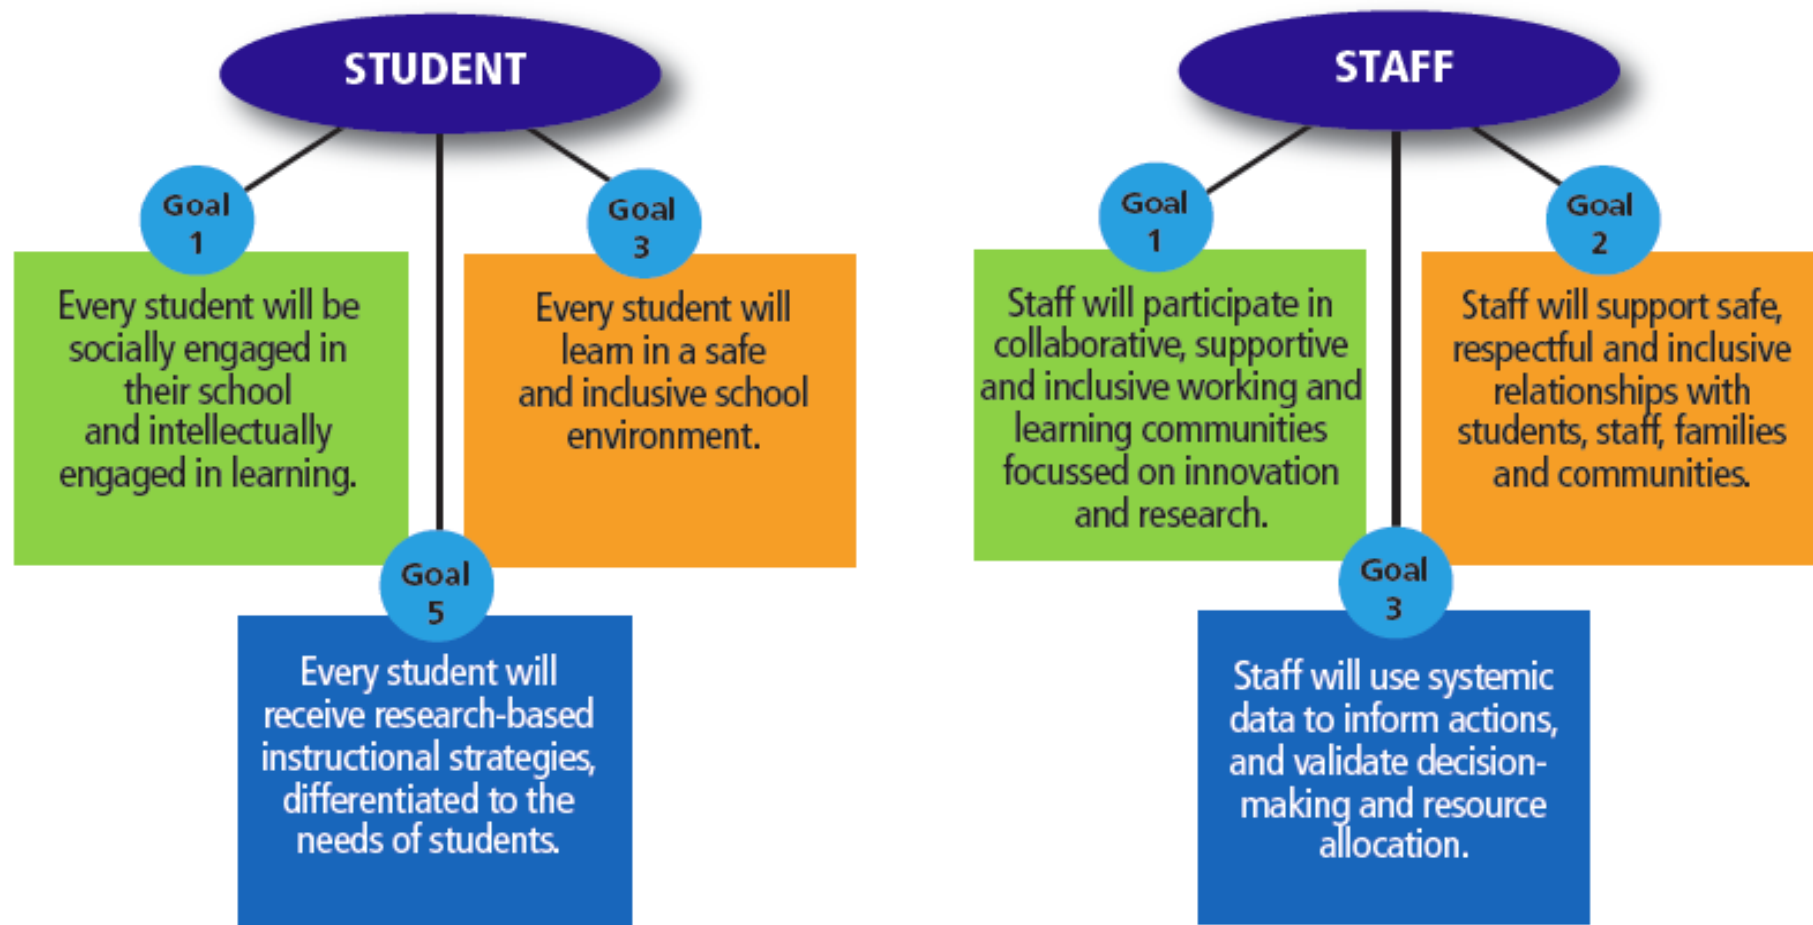 STUDENT
Goal
1
Every student will be
socially engaged in
their school
and intellectually
engaged in learning.
Goal
3
Every student will
learn in a safe
and inclusive school
environment.
Goal
5
Every student will
receive research-based
instructional strategies,
differentiated to the
needs of students.
STAFF
Goal
1
Staff will participate in
collaborative, supportive
and inclusive working and
learning communities
focussed on innovation
and research.
Goal
2
Staff will support safe,
respectful and inclusive
relationships with
students, staff, families
and communities.
Goal
3
Staff will use systemic
data to inform actions,
and validate decision-
making and resource
allocation.